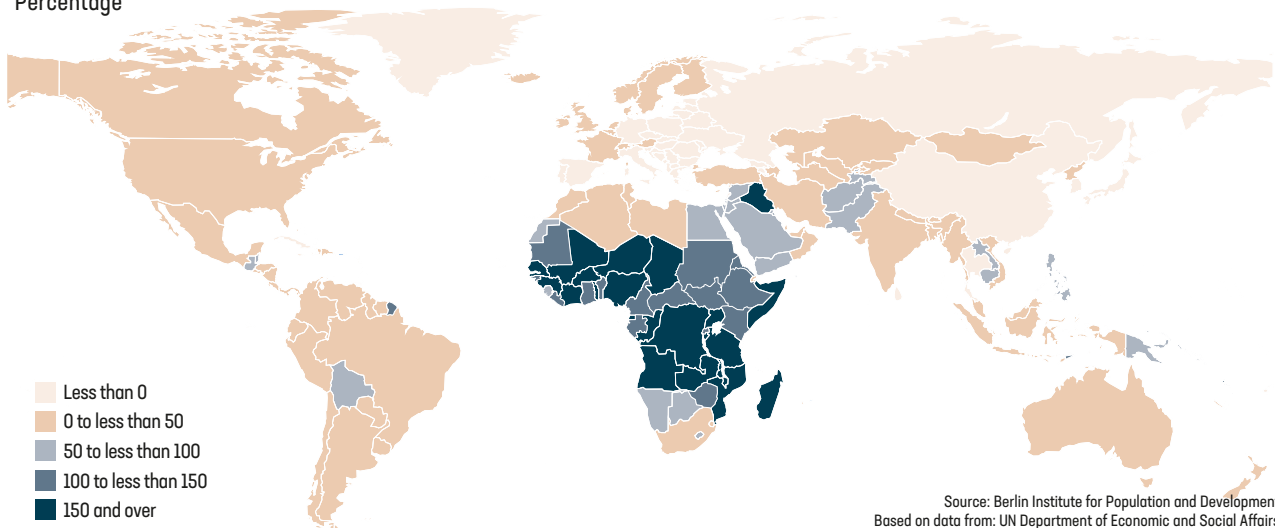 Percentage
Less than 0
0 to less than 50
50 to less than 100
100 to less than 150
150 and over
Source: Berlin Institute for Population and Development
Based on data from: UN Department of Economic and Social Affairs